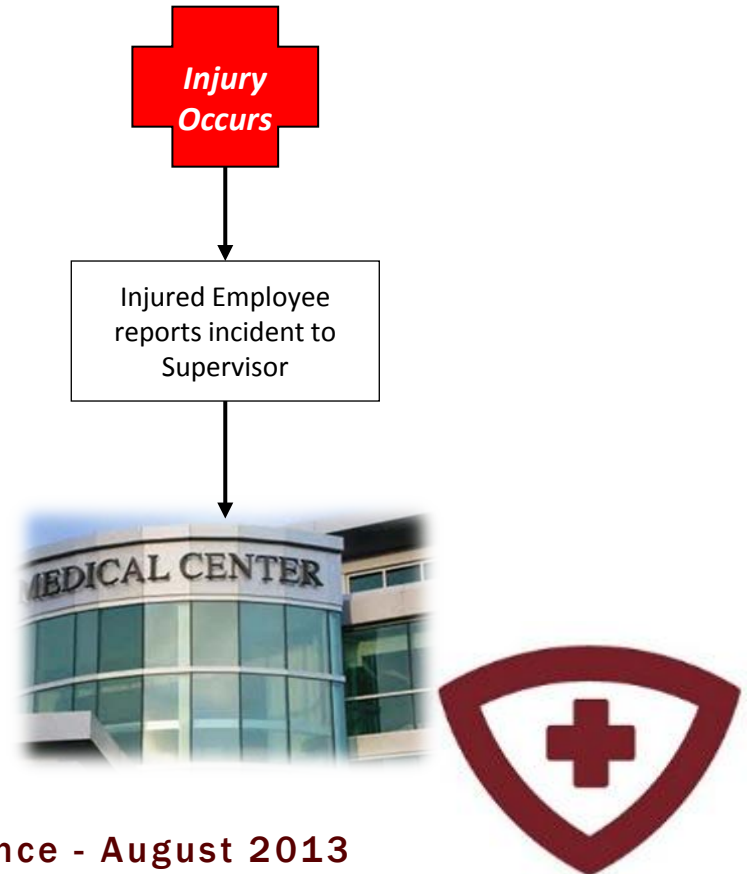 Injury
Occurs
Injured Employee
reports incident to
Supervisor
MEDICAL CENTER
nce - August 2013